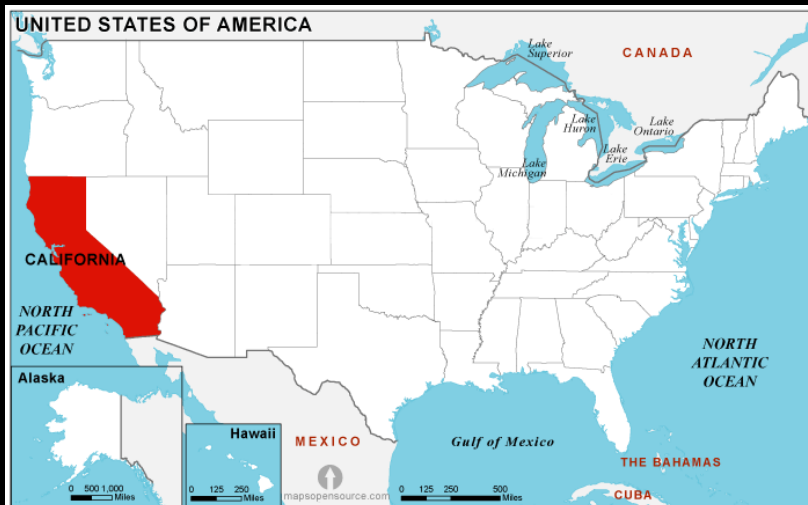 UNITED STATES OF AMERICA
Lake
Superior
CANADA
Lake
Huron
Lake
Ontario
Lake
Erie
Lake
Michigan
CALIFORNIA
NORTH
PACIFIC
OCEAN
NORTH
ATLANTIC
OCEAN
Alaska
0 500 1,000
Miles
Hawaii
0 125 250
Miles
MEXICO
Gulf of Mexico
mapsopensource.com
0 125 250 500
Miles
THE BAHAMAS
CUBA